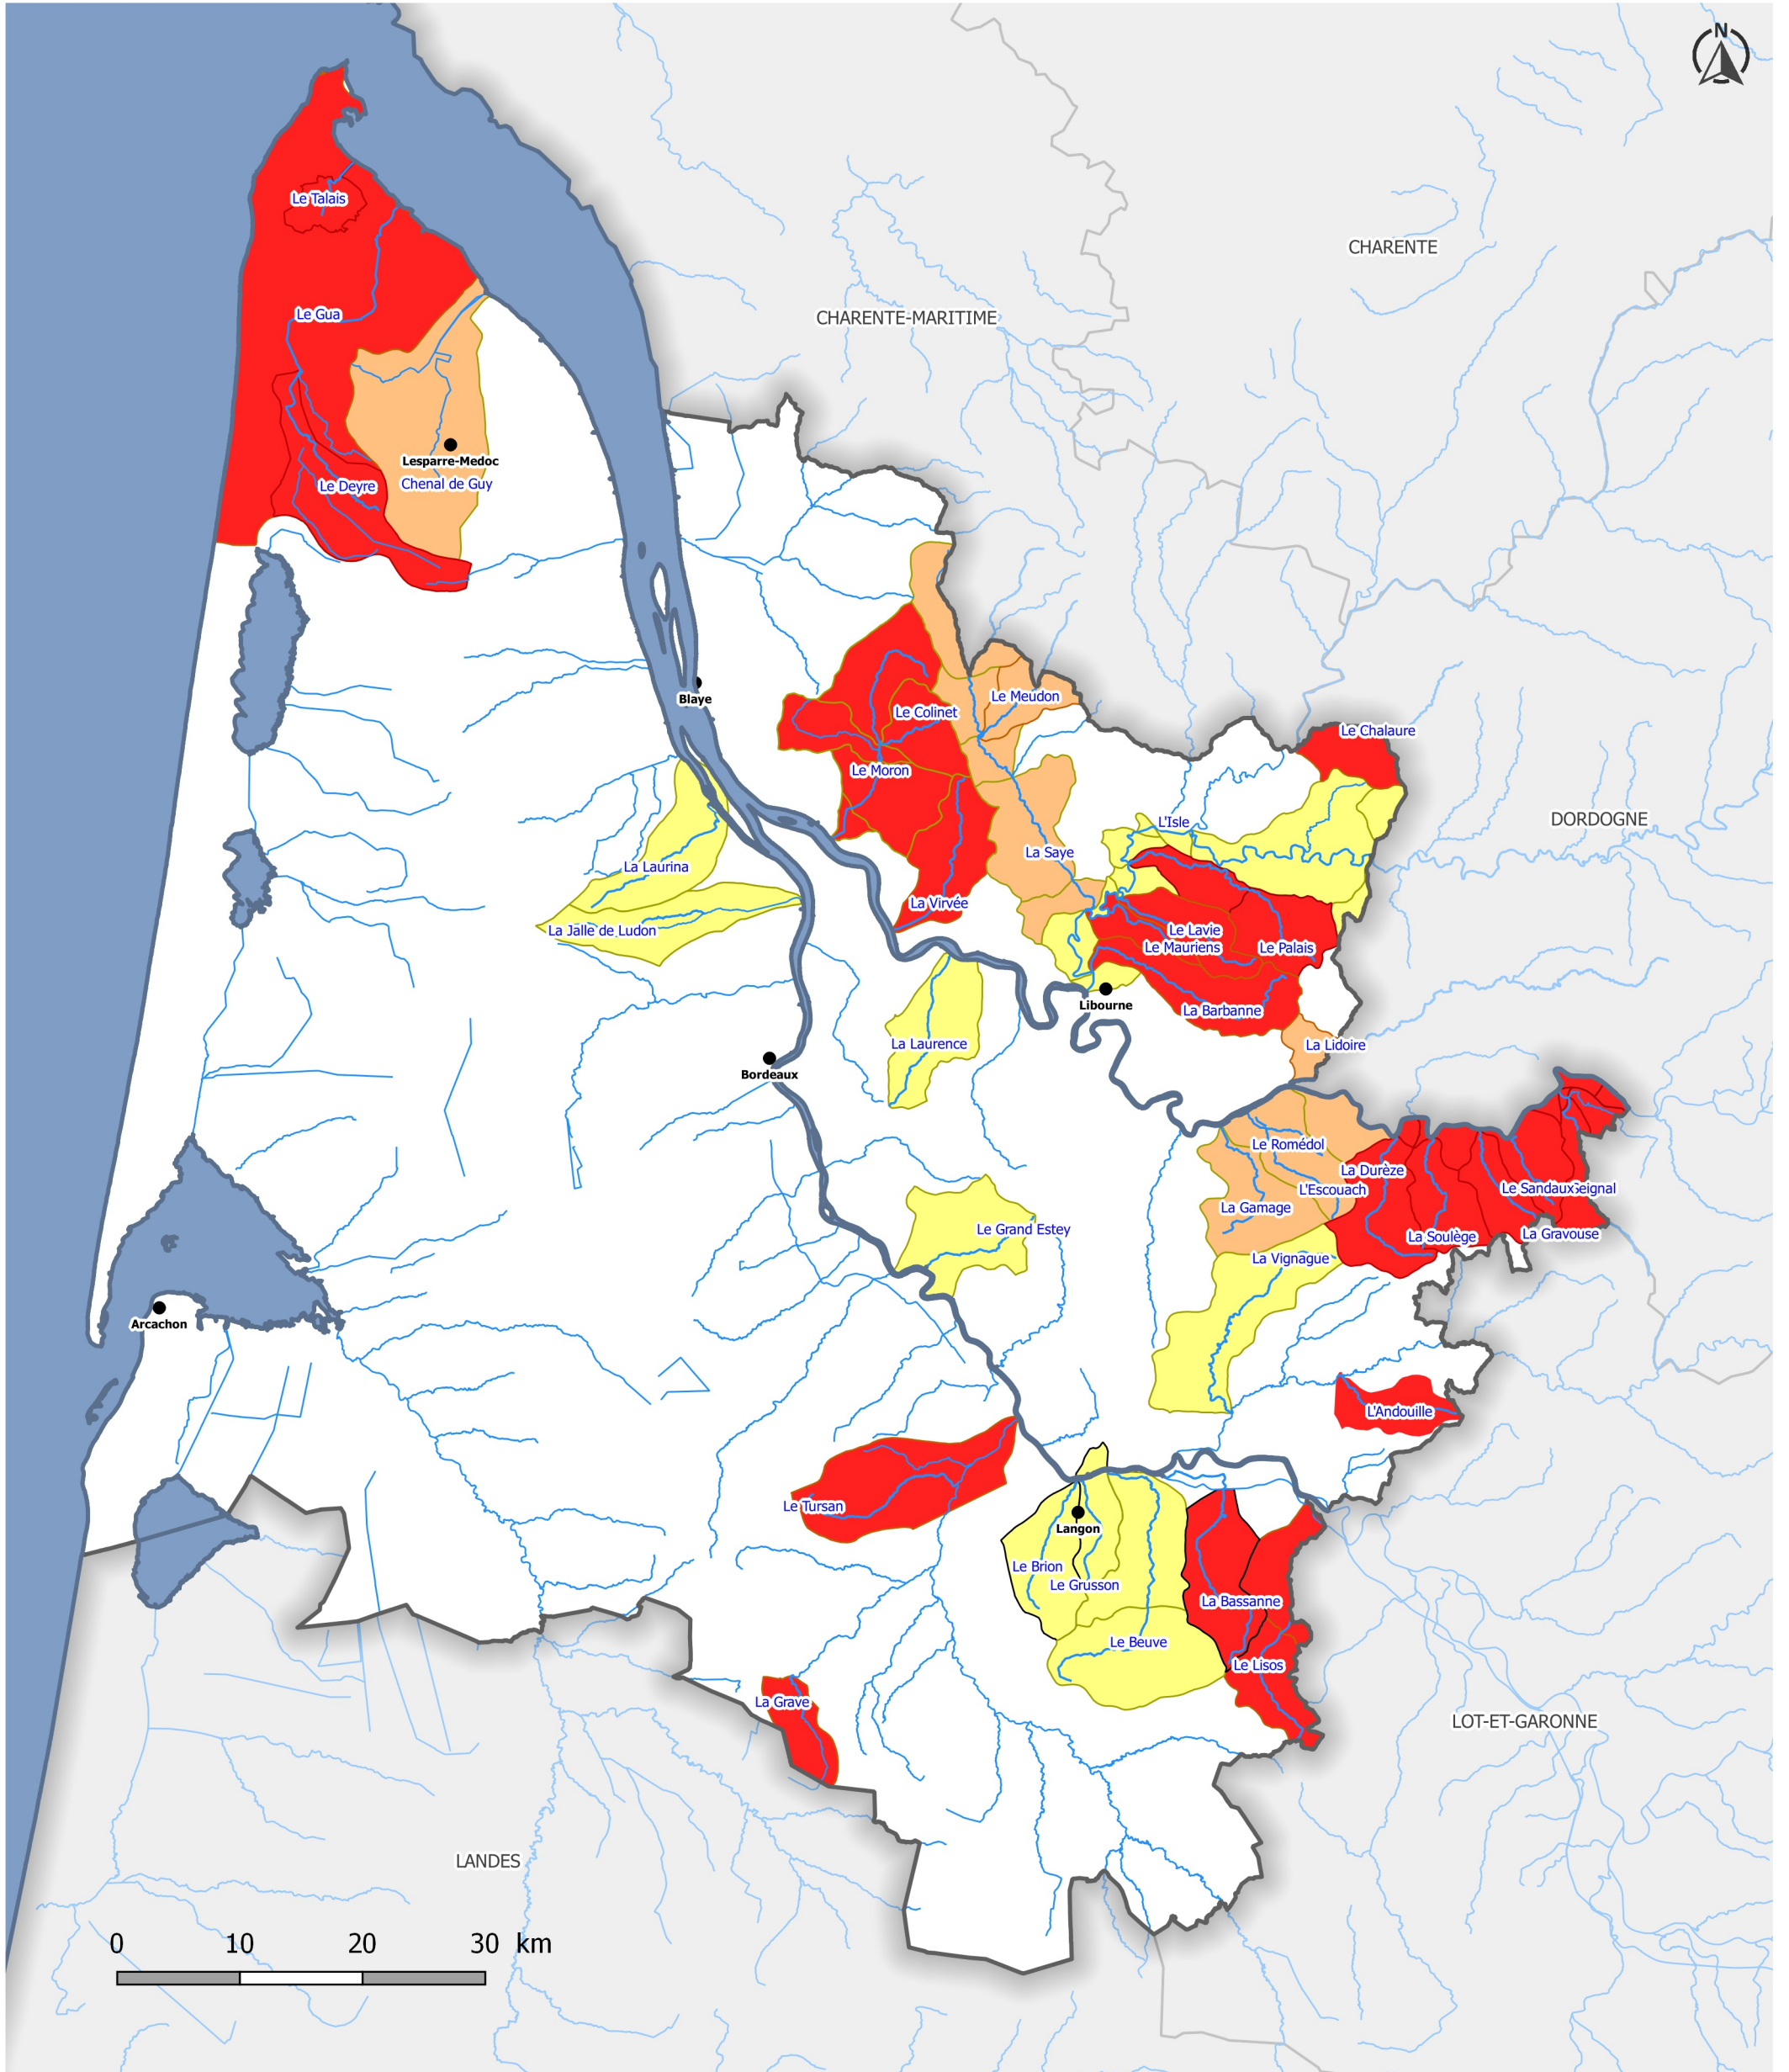 N
Le Talais
CHARENTE
Le Gua
CHARENTE-MARITIME
Lesparre-Medoc
Chenal de Guy
Le Deyre
Le Meudon
Blaye
Le Colinet
Le Chalaure
Le Moron
L'Isle
DORDOGNE
La Saye
La Laurina
La Virvée
La Jalle de Ludon
Le Lavie
Le Mauriens
Le Palais
Libourne
La Barbanne
La Laurence
La Lidoire
Bordeaux
Le Romédol
La Durèze
L'Escouach
Le Sandaux
Seignal
La Gamage
Le Grand Estey
La Soulège
La Gravouse
La Vignague
Arcachon
L'Andouille
Le Tursan
Langon
Le Brion
Le Grusson
La Bassanne
Le Beuve
Le Lisos
La Grave
LOT-ET-GARONNE
LANDES
0 10 20 30 km